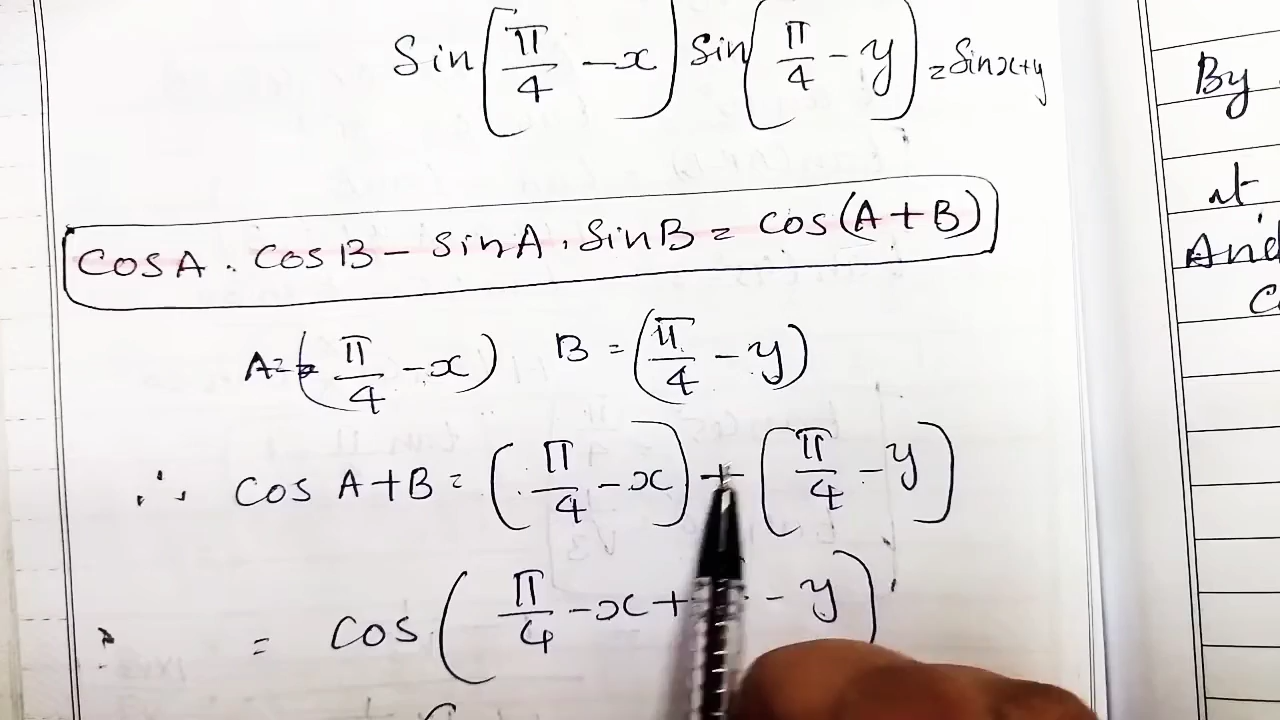 Sin(π/4 - x) Sin(π/4 - y) = Sin x+y
COS A . COS B - sin A . Sin B = cos (A + B)
A = (π/4 - x) B = (π/4 - y)
∴ COS A + B = (π/4 - x) + (π/4 - y)
= cos (π/4 - x + - y)
By
it
And